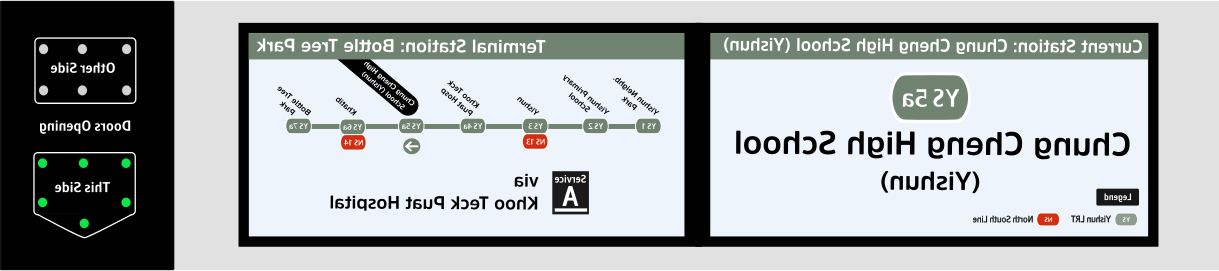 Current Station: Chung Cheng High School (Yishun)
YS 5a
Chung Cheng High School
(Yishun)
Legend
YS Yishun LRT NS North South Line
Terminal Station: Bottle Tree Park
Yishun Neighb.
Park
Yishun Primary
School
Yishun
Khoo Teck
Puat Hosp
Chung Cheng High
School (Yishun)
Khatib
Bottle Tree
Park
YS 1 YS 2 YS 3 YS 4a YS 5a YS 6a YS 7a
NS 13 NS 14
Service
A
via
Khoo Teck Puat Hospital
Other Side
Doors Opening
This Side